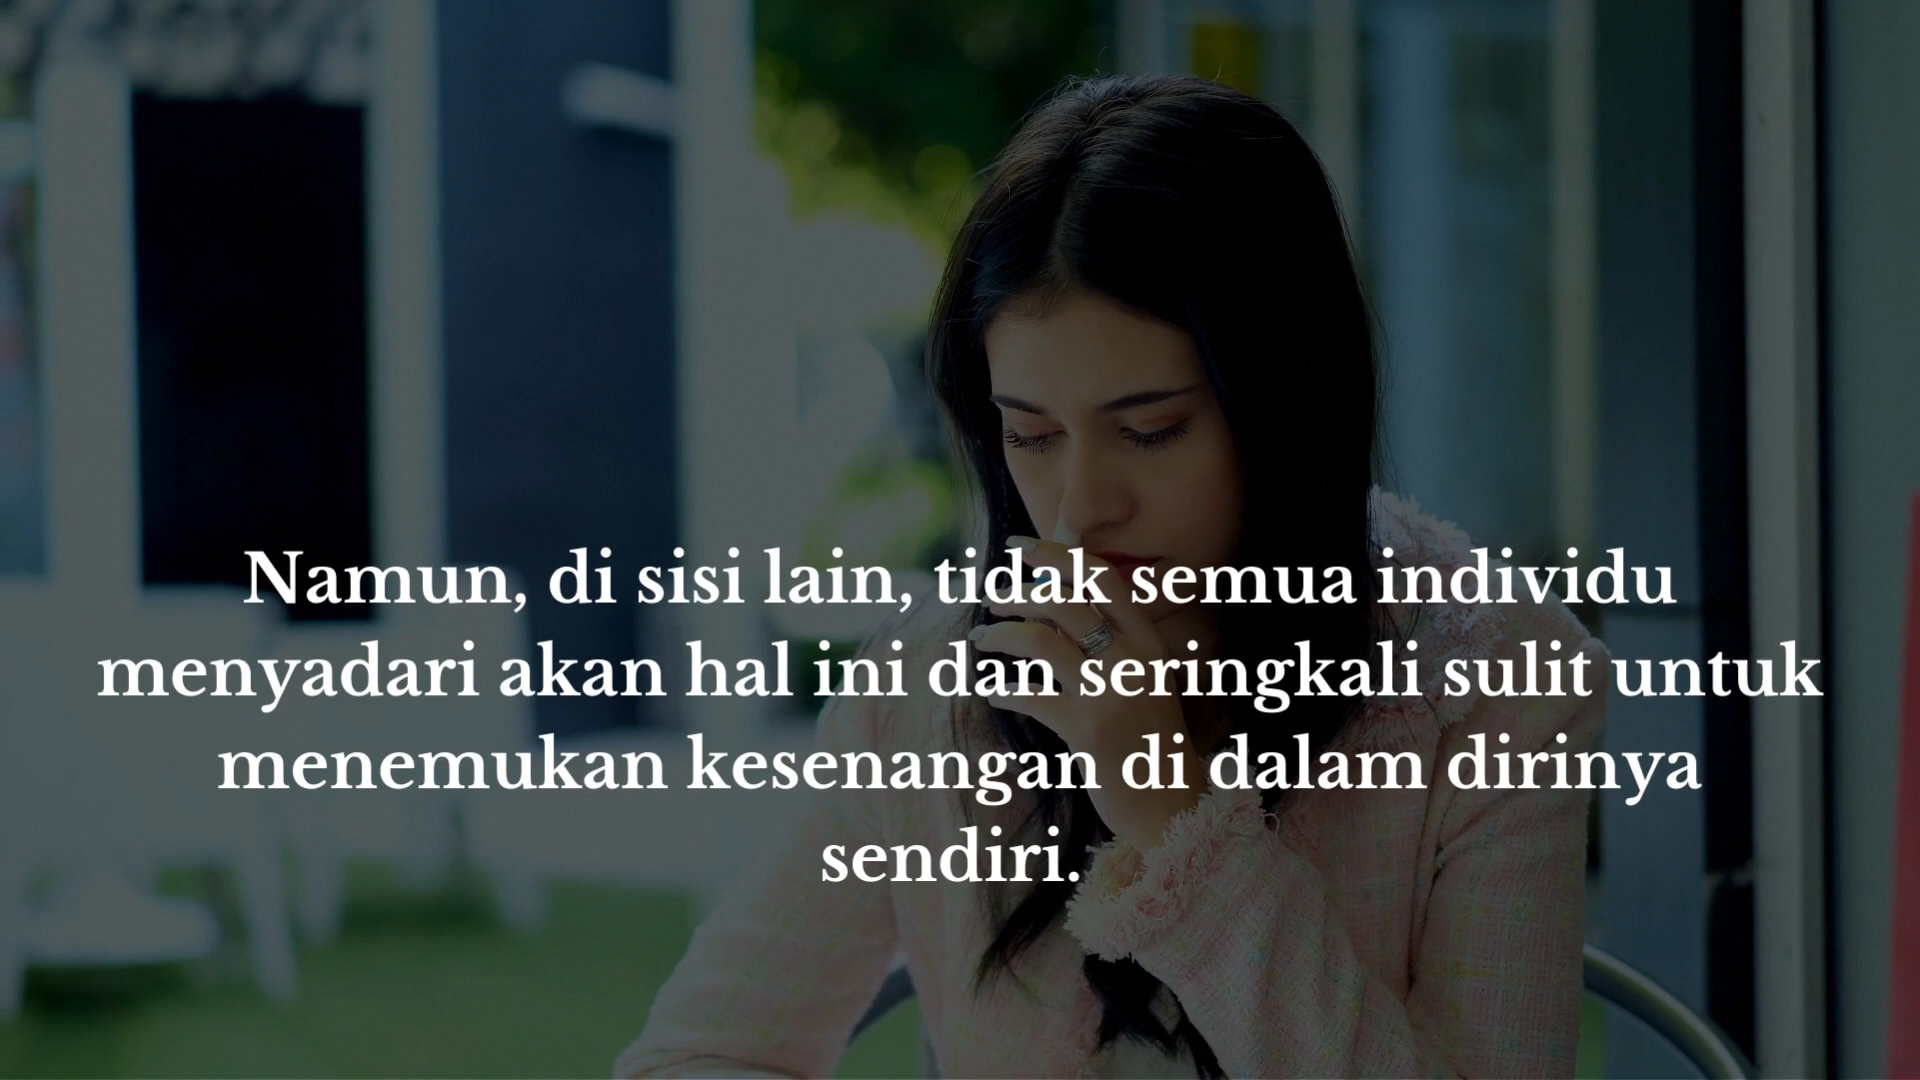 Namun, di sisi lain, tidak semua individu
menyadari akan hal ini dan seringkali sulit untuk
menemukan kesenangan di dalam dirinya
sendiri.